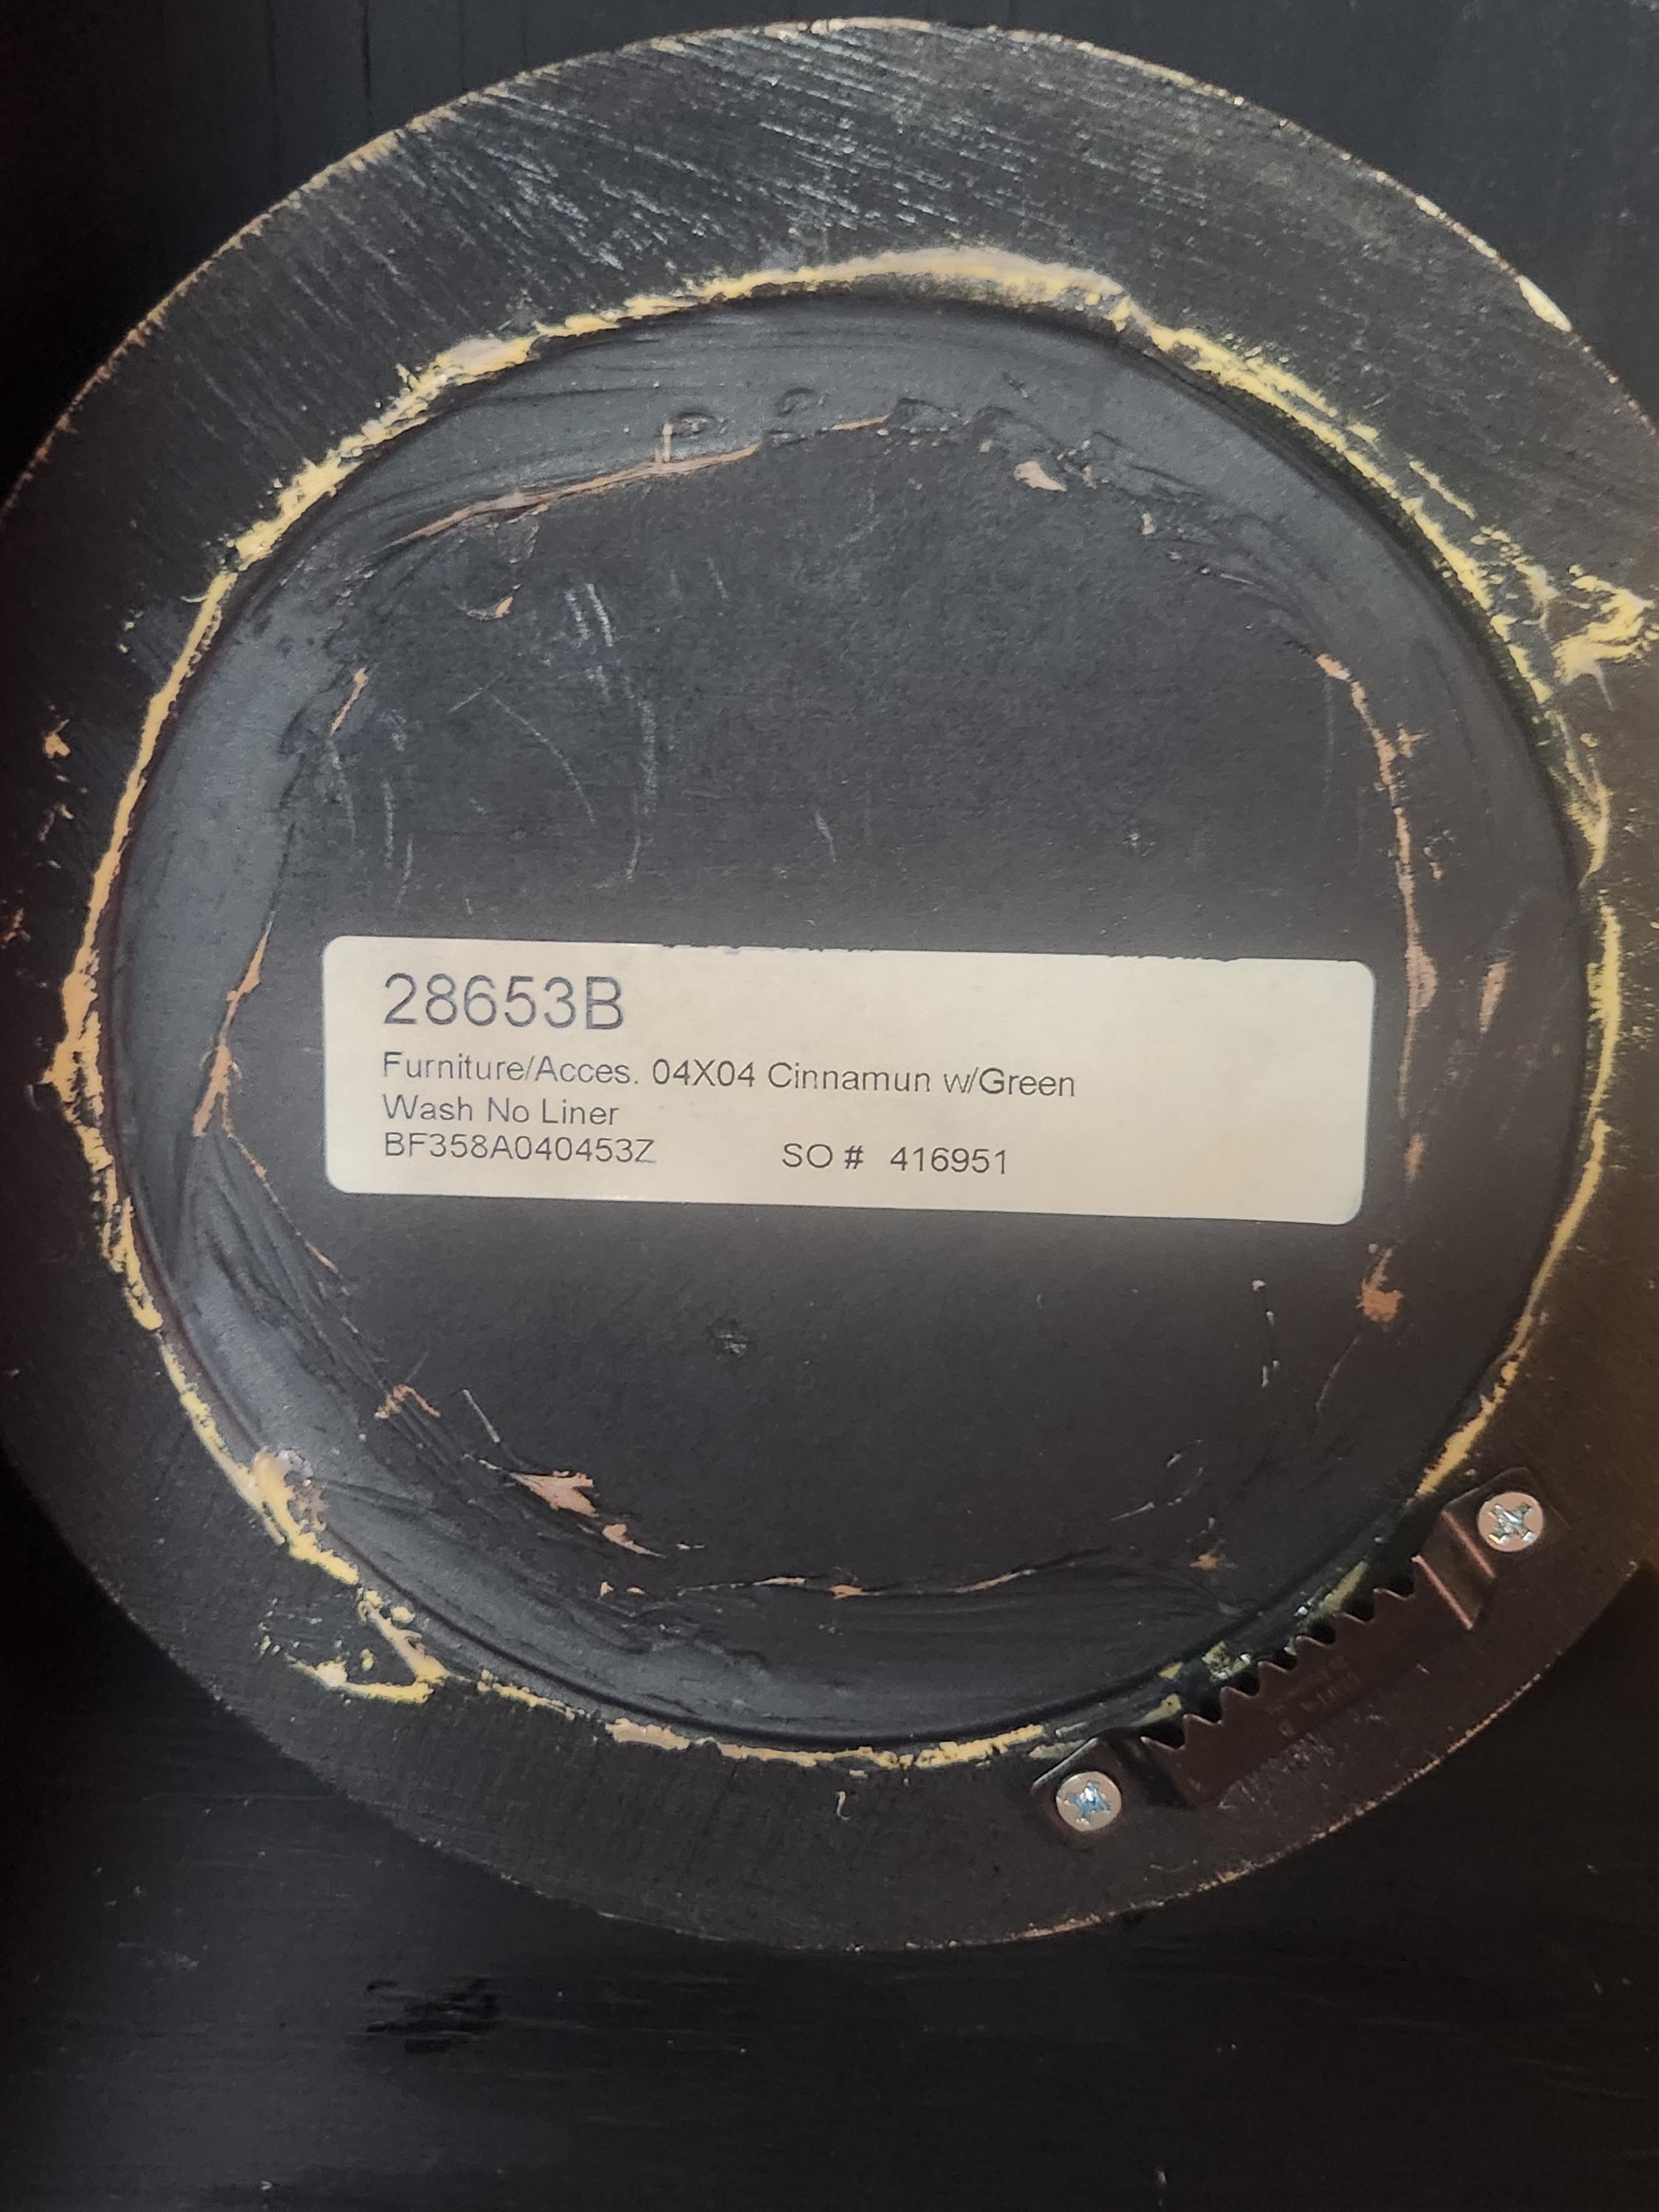 28653B
Furniture/Acces. 04X04 Cinnamun w/Green
Wash No Liner
BF358A040453Z SO # 416951